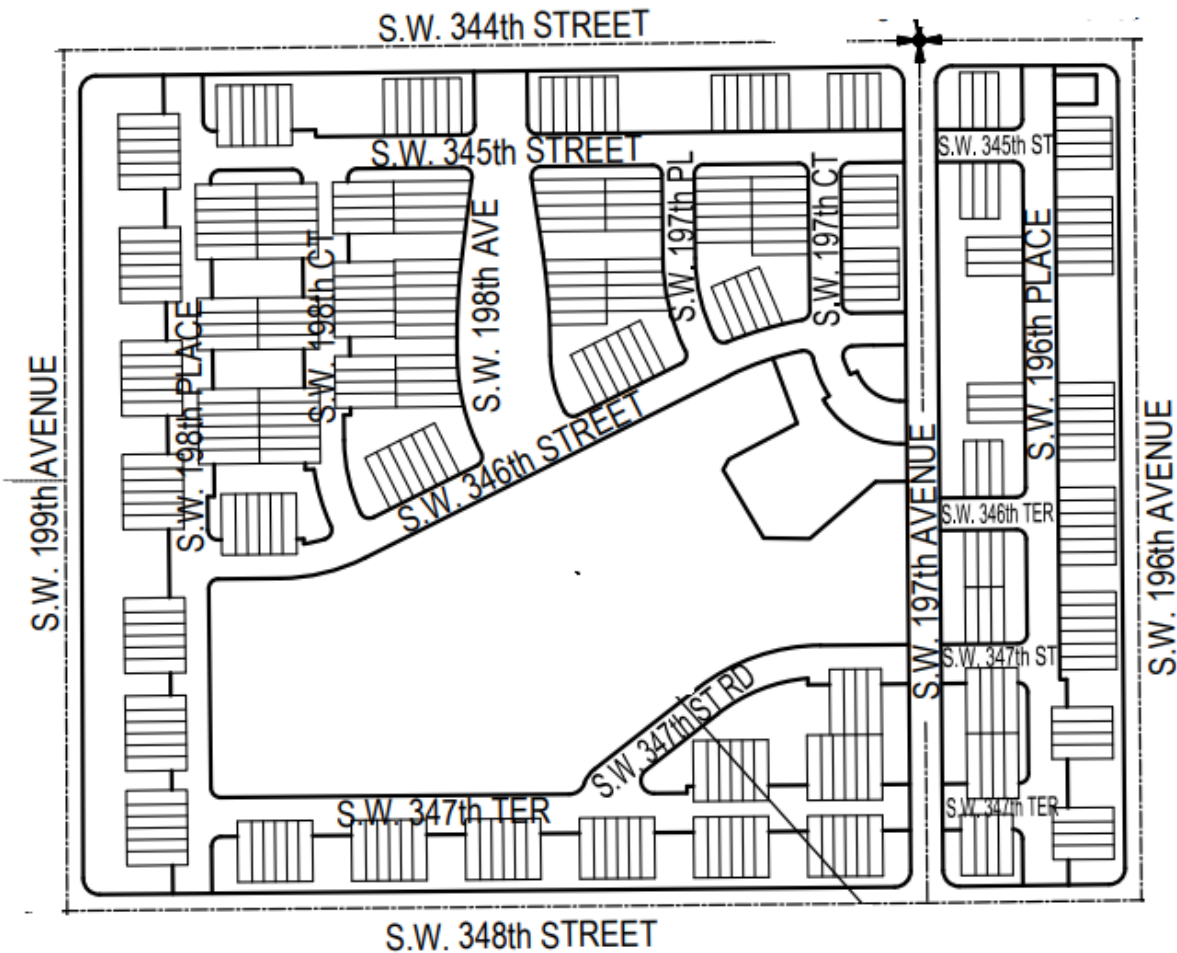 S.W. 344th STREET
S.W. 345th STREET
S.W. 345th ST
S.W. 197th PL
S.W. 197th CT
S.W. 198th AVE
S.W. 198th CT
S.W. 198th PLACE
S.W. 196th PLACE
S.W. 199th AVENUE
S.W. 346th STREET
S.W. 197th AVENUE
S.W. 346th TER
S.W. 196th AVENUE
S.W. 347th ST
S.W. 347th ST RD
S.W. 347th TER
S.W. 347th TER
S.W. 348th STREET